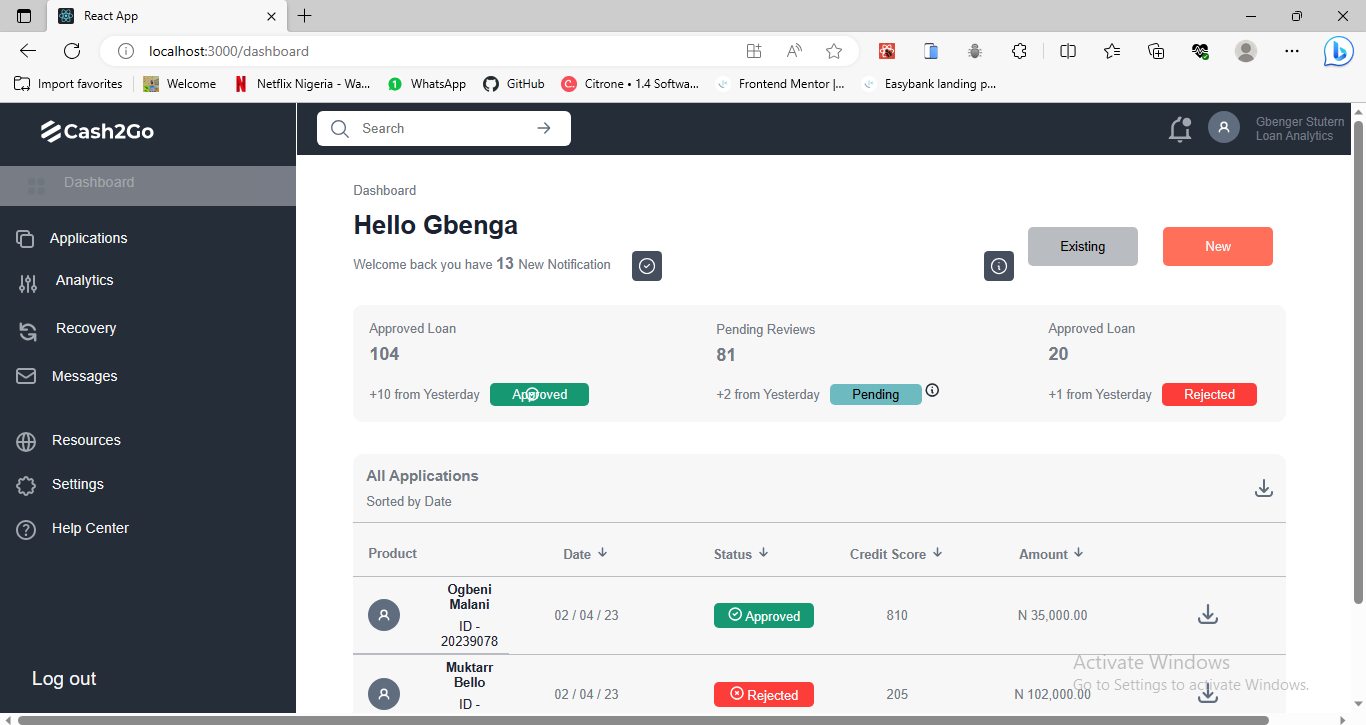 React App
localhost:3000/dashboard
Import favorites
Welcome
Netflix Nigeria - Wa...
WhatsApp
GitHub
Citrone • 1.4 Softwa...
Frontend Mentor |...
Easybank landing p...
Cash2Go
Search
Gbenger Stutern
Loan Analytics
Dashboard
Applications
Analytics
Recovery
Messages
Resources
Settings
Help Center
Log out
Dashboard
Hello Gbenga
Welcome back you have 13 New Notification
Existing
New
Approved Loan
104
+10 from Yesterday Approved
Pending Reviews
81
+2 from Yesterday Pending
Approved Loan
20
+1 from Yesterday Rejected
All Applications
Sorted by Date
Product Date Status Credit Score Amount
Ogbeni
Malani
ID -
20239078
02 / 04 / 23 Approved 810 N 35,000.00
Muktarr
Bello
ID -
02 / 04 / 23 Rejected 205 N 102,000.00
Activate Windows
Go to Settings to activate Windows.